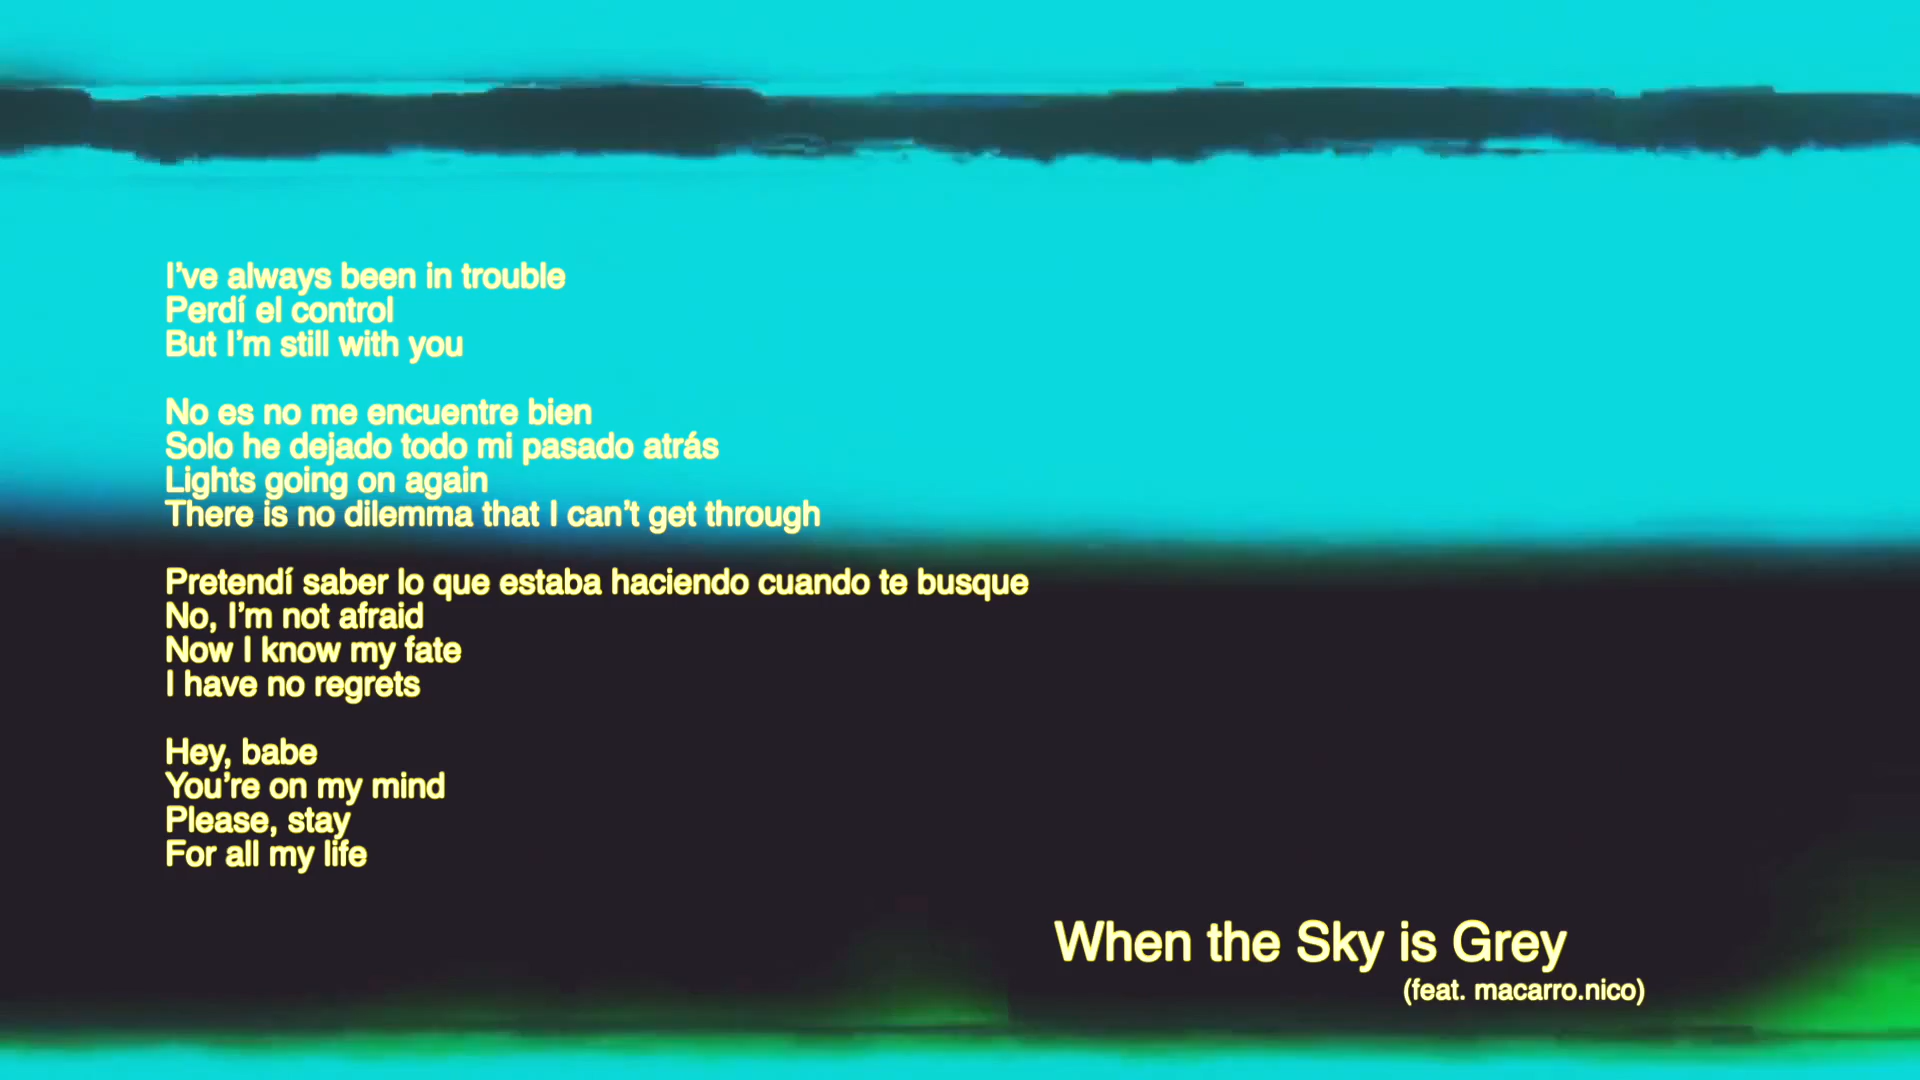 I've always been in trouble
Perdí el control
But I'm still with you
No es no me encuentre bien
Solo he dejado todo mi pasado atrás
Lights going on again
There is no dilemma that I can't get through
Pretendí saber lo que estaba haciendo cuando te busque
No, I'm not afraid
Now I know my fate
I have no regrets
Hey, babe
You're on my mind
Please, stay
For all my life
When the Sky is Grey
(feat. macarro.nico)